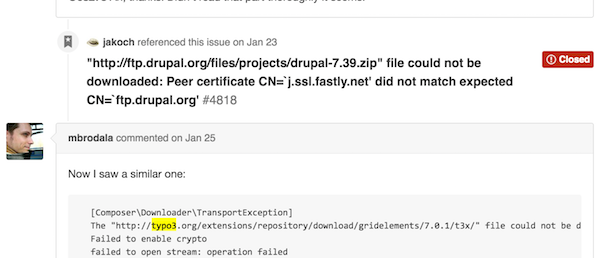 jakoch referenced this issue on Jan 23
"http://ftp.drupal.org/files/projects/drupal-7.39.zip" file could not be
downloaded: Peer certificate CN=`j.ssl.fastly.net' did not match expected
CN=`ftp.drupal.org' #4818
Closed
mbrodala commented on Jan 25
Now I saw a similar one:
[Composer\Downloader\TransportException]
The "http://typo3.org/extensions/repository/download/gridelements/7.0.1/t3x/" file could not be d
Failed to enable crypto
failed to open stream: operation failed